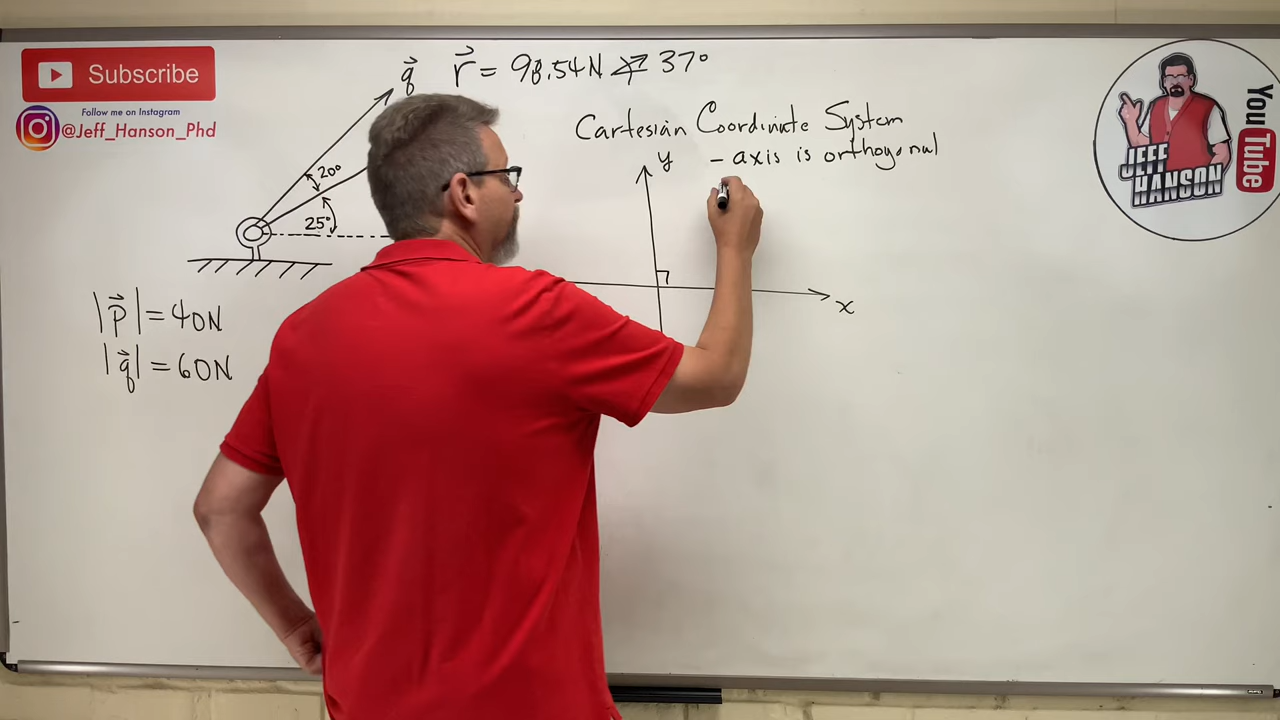 Subscribe
Follow me on Instagram
@Jeff_Hanson_Phd
q⃗
r⃗ = 98.54N ∡ 37°
Cartesian Coordinate System
- axis is orthogonal
y
x
20°
25°
|p⃗| = 40N
|q⃗| = 60N
JEFF
HANSON
YouTube